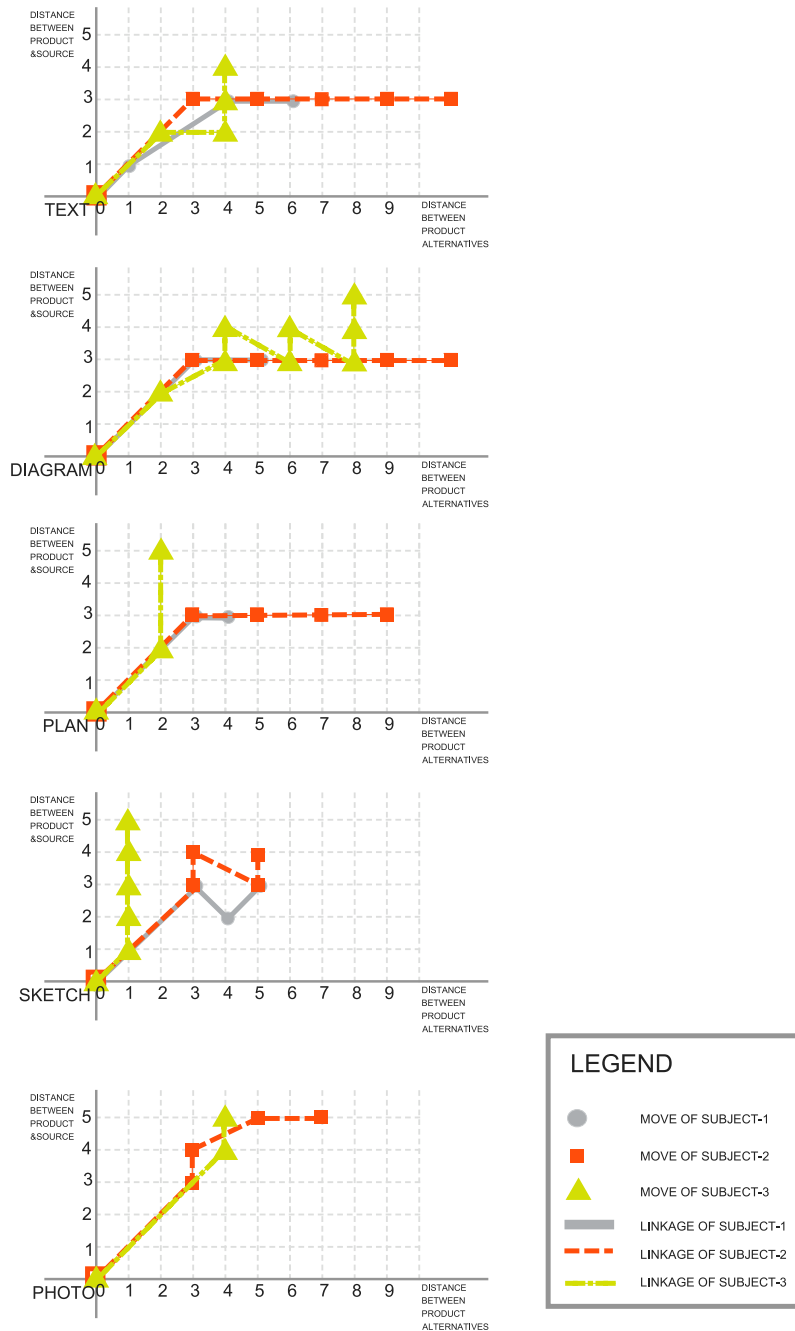 DISTANCE
BETWEEN
PRODUCT
&SOURCE
5
4
3
2
1
TEXT
0 1 2 3 4 5 6 7 8 9
DISTANCE
BETWEEN
PRODUCT
ALTERNATIVES
DISTANCE
BETWEEN
PRODUCT
&SOURCE
5
4
3
2
1
DIAGRAM
0 1 2 3 4 5 6 7 8 9
DISTANCE
BETWEEN
PRODUCT
ALTERNATIVES
DISTANCE
BETWEEN
PRODUCT
&SOURCE
5
4
3
2
1
PLAN
0 1 2 3 4 5 6 7 8 9
DISTANCE
BETWEEN
PRODUCT
ALTERNATIVES
DISTANCE
BETWEEN
PRODUCT
&SOURCE
5
4
3
2
1
SKETCH
0 1 2 3 4 5 6 7 8 9
DISTANCE
BETWEEN
PRODUCT
ALTERNATIVES
DISTANCE
BETWEEN
PRODUCT
&SOURCE
5
4
3
2
1
PHOTO
0 1 2 3 4 5 6 7 8 9
DISTANCE
BETWEEN
PRODUCT
ALTERNATIVES
LEGEND
MOVE OF SUBJECT-1
MOVE OF SUBJECT-2
MOVE OF SUBJECT-3
LINKAGE OF SUBJECT-1
LINKAGE OF SUBJECT-2
LINKAGE OF SUBJECT-3